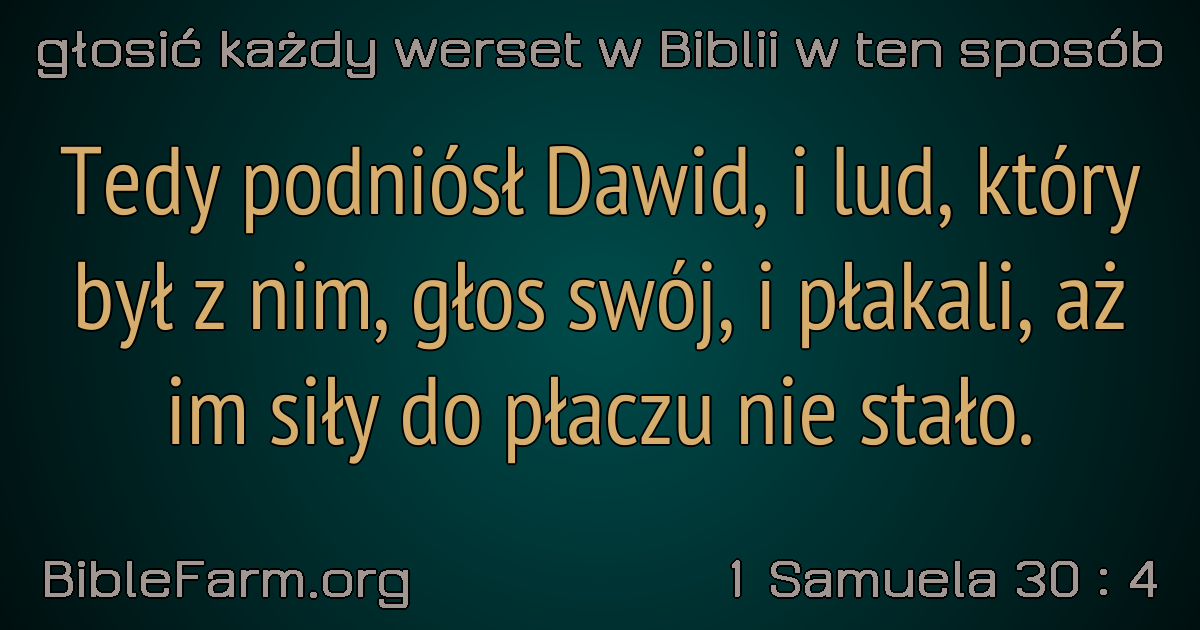 głosić każdy werset w Biblii w ten sposób
Tedy podniósł Dawid, i lud, który
był z nim, głos swój, i płakali, aż
im siły do płaczu nie stało.
BibleFarm.org
1 Samuela 30 : 4